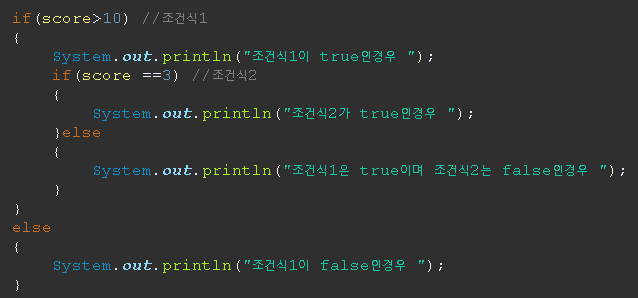 if(score>10) //조건식1
{
System.out.println("조건식1이 true인경우 ");
if(score ==3) //조건식2
{
System.out.println("조건식2가 true인경우 ");
}else
{
System.out.println("조건식1은 true이며 조건식2는 false인경우 ");
}
}
else
{
System.out.println("조건식1이 false인경우 ");
}